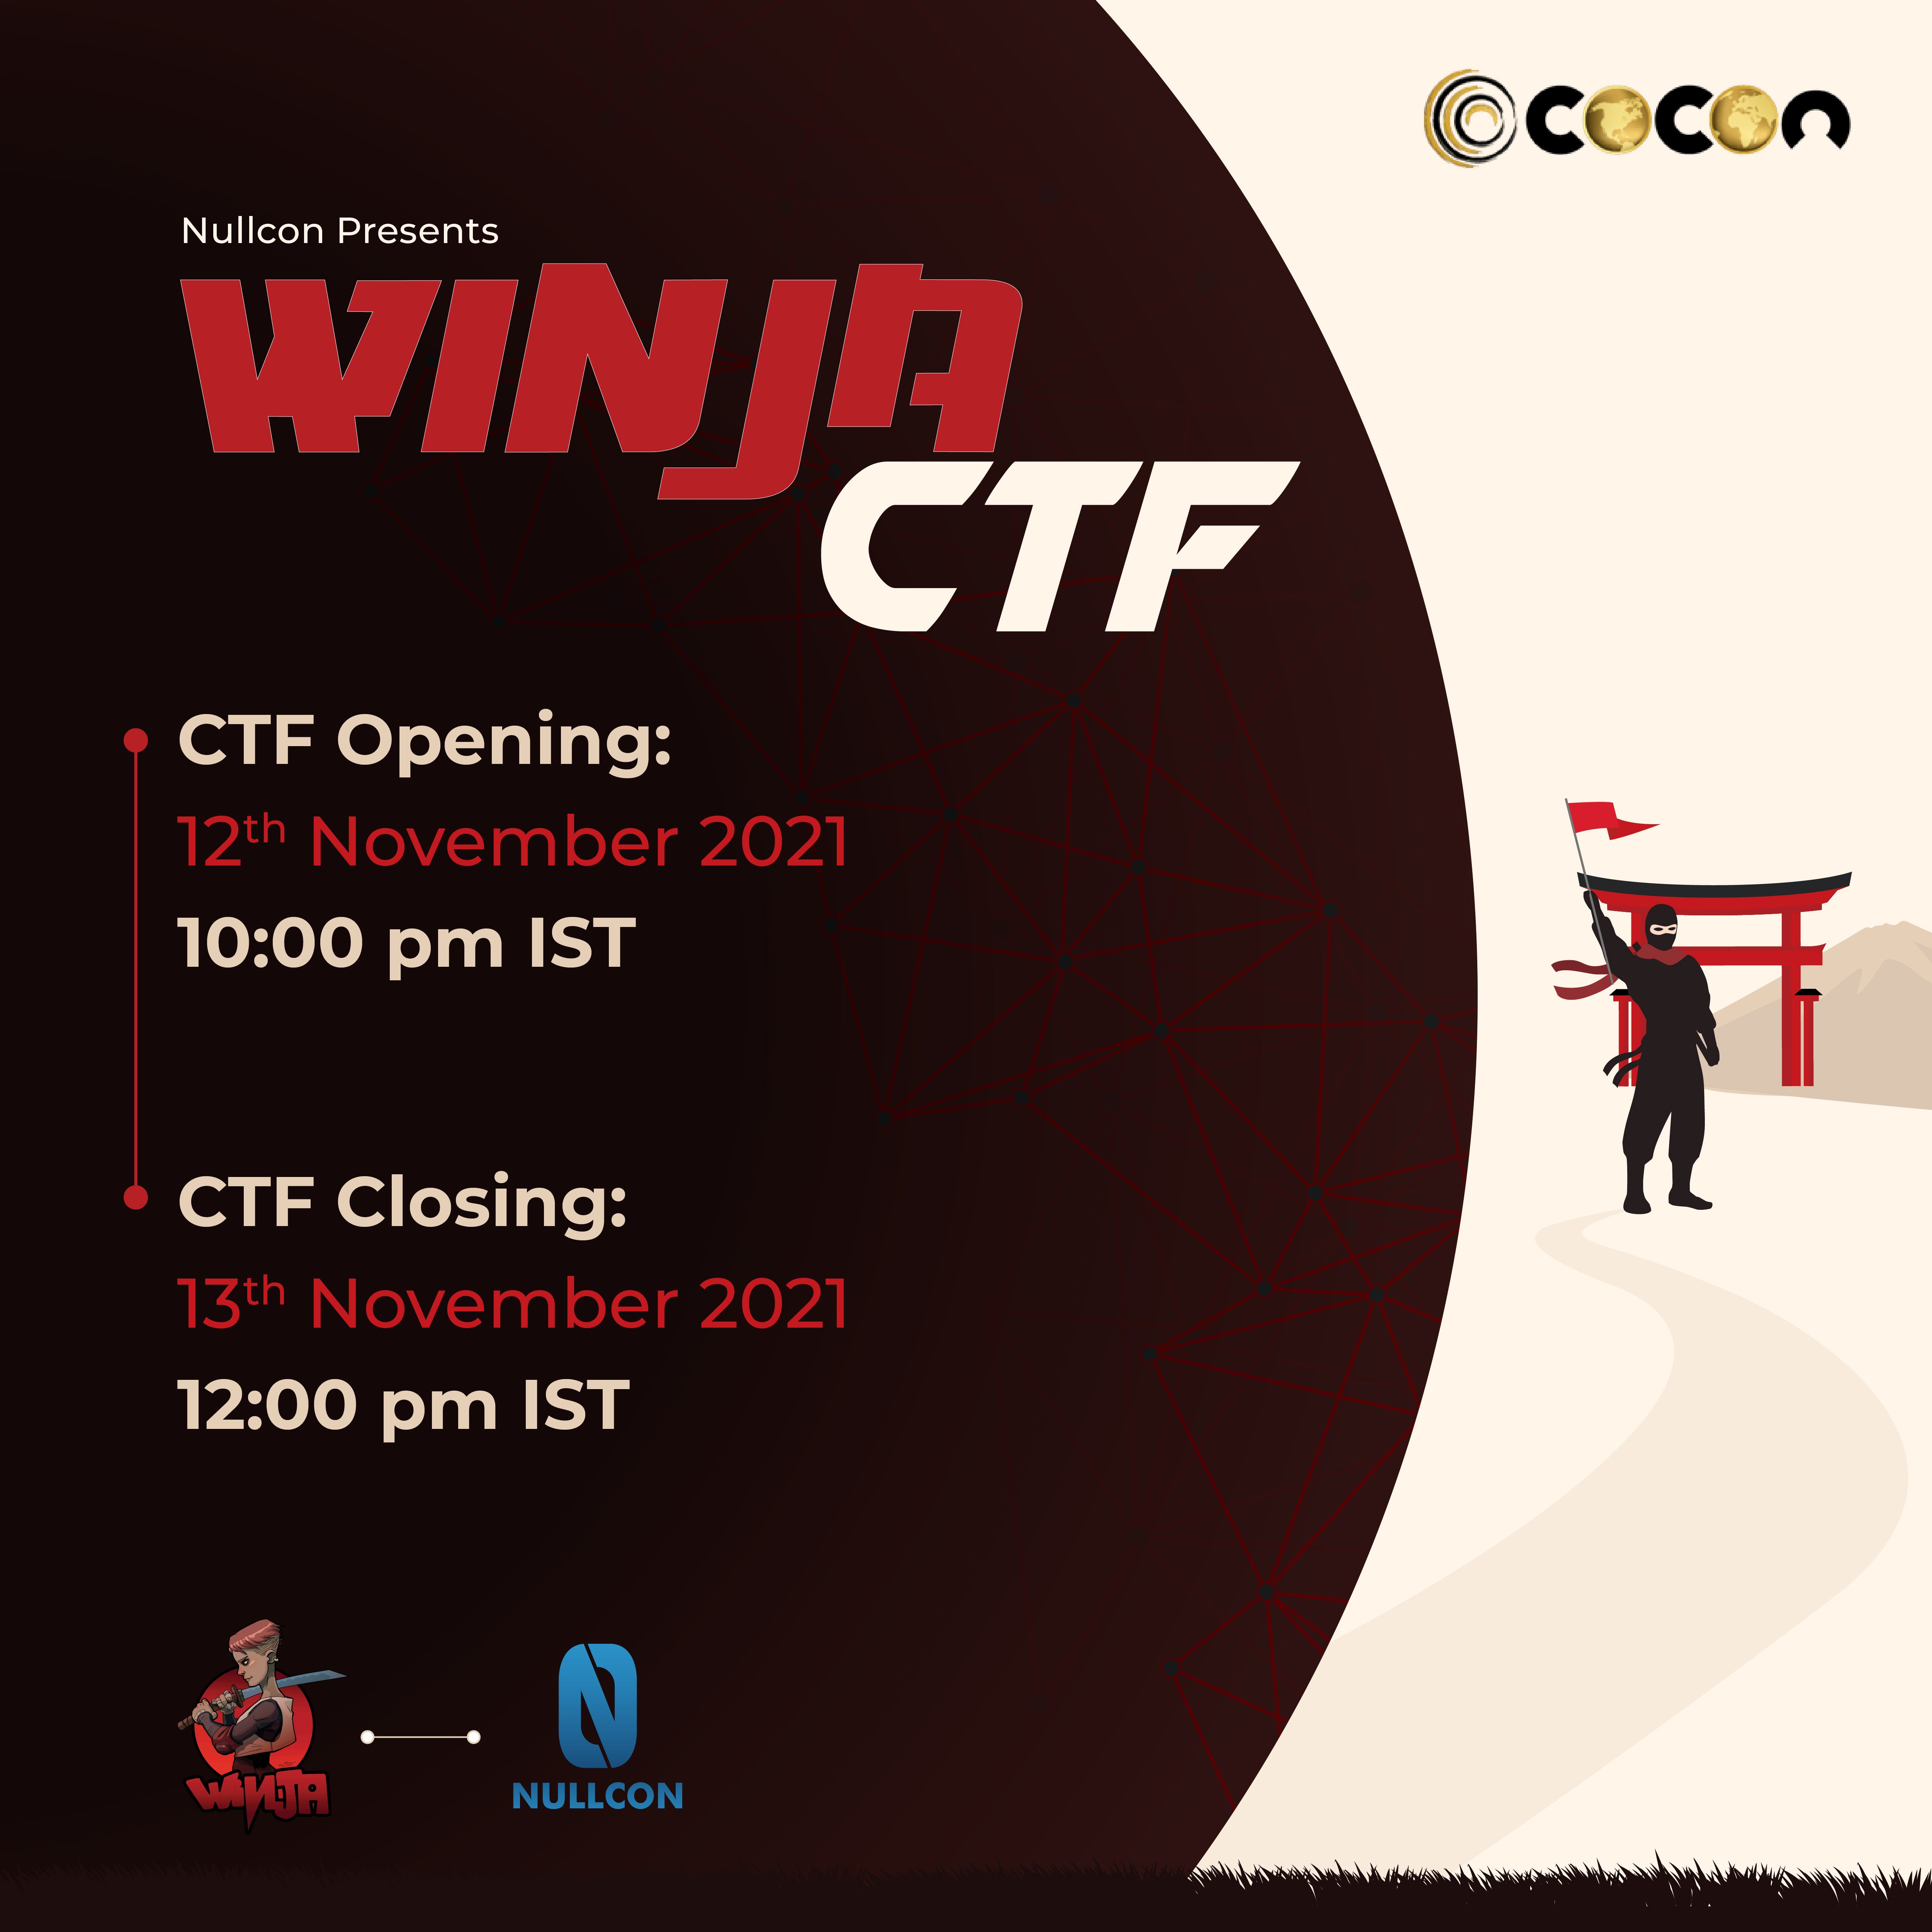 cocon
Nullcon Presents
WINJA
CTF
CTF Opening:
12th November 2021
10:00 pm IST
CTF Closing:
13th November 2021
12:00 pm IST
WINJA
NULLCON